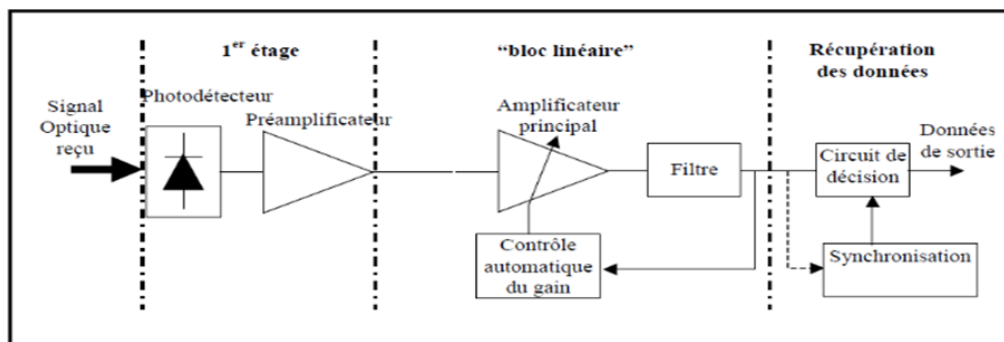 1er étage
“bloc linéaire”
Récupération
des données
Signal
Optique
reçu
Photodétecteur
Préamplificateur
Amplificateur
principal
Filtre
Contrôle
automatique
du gain
Circuit de
décision
Données
de sortie
Synchronisation